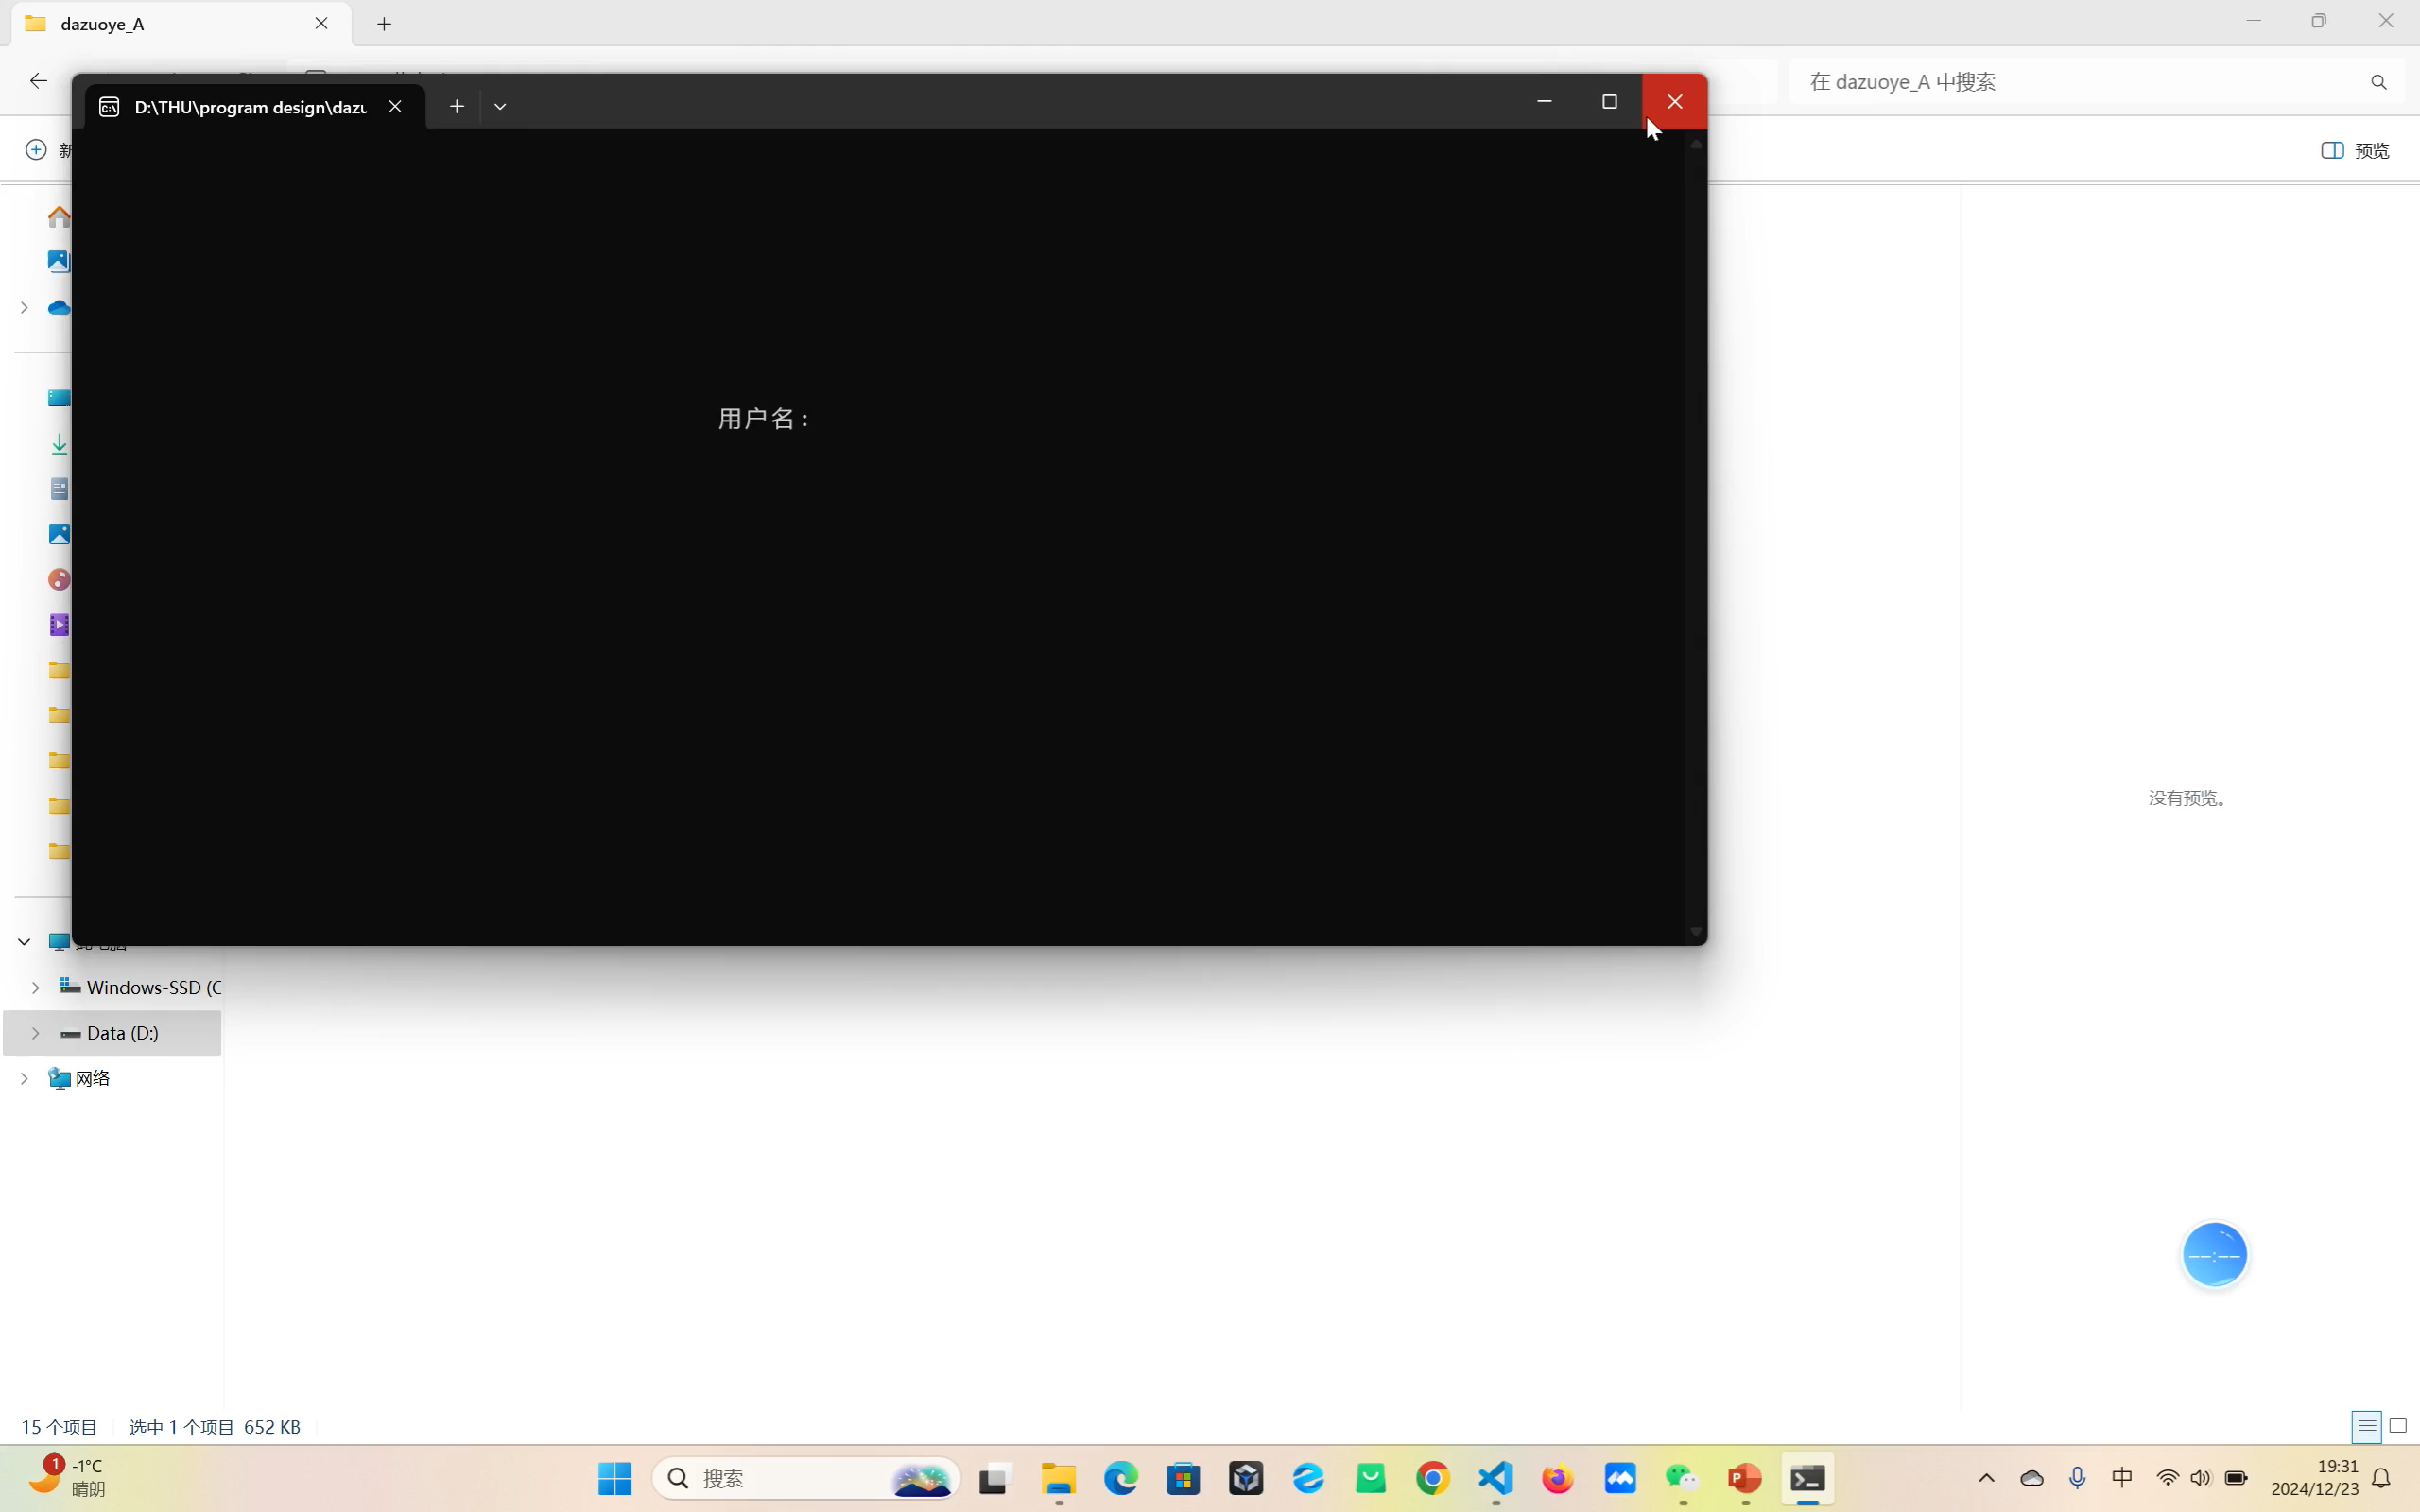 dazuoye_A
在 dazuoye_A 中搜索
D:\THU\program design\dazu
新
预览
用户名:
没有预览。
Windows-SSD (C
Data (D:)
网络
15 个项目
选中 1 个项目 652 KB
1
-1°C
晴朗
搜索
中
19:31
2024/12/23